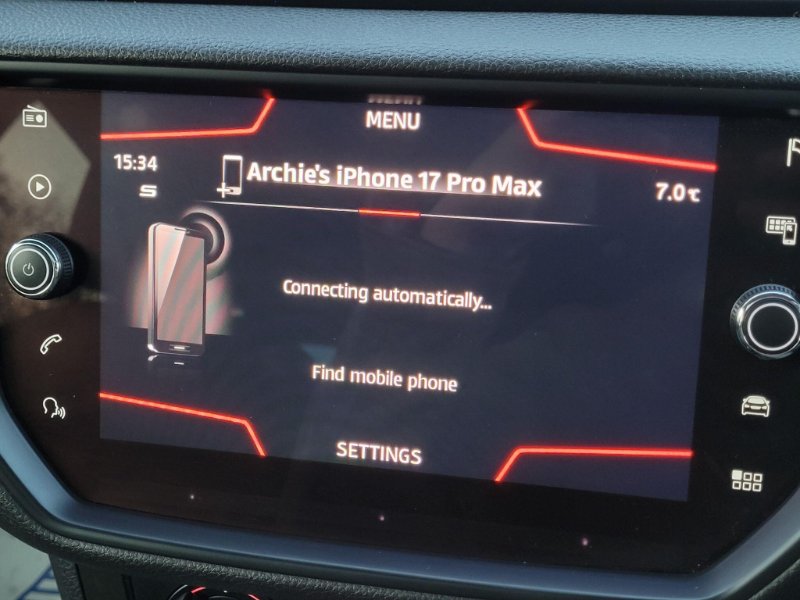 MENU
15:34
Archie's iPhone 17 Pro Max
7.0°C
Connecting automatically...
Find mobile phone
SETTINGS